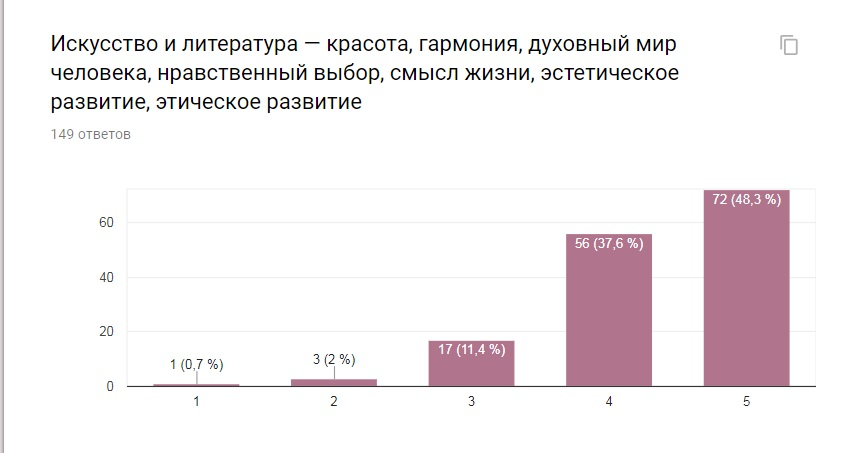 Искусство и литература — красота, гармония, духовный мир
человека, нравственный выбор, смысл жизни, эстетическое
развитие, этическое развитие
149 ответов
60
40
20
0
1 (0,7 %)
3 (2 %)
17 (11,4 %)
56 (37,6 %)
72 (48,3 %)
1
2
3
4
5